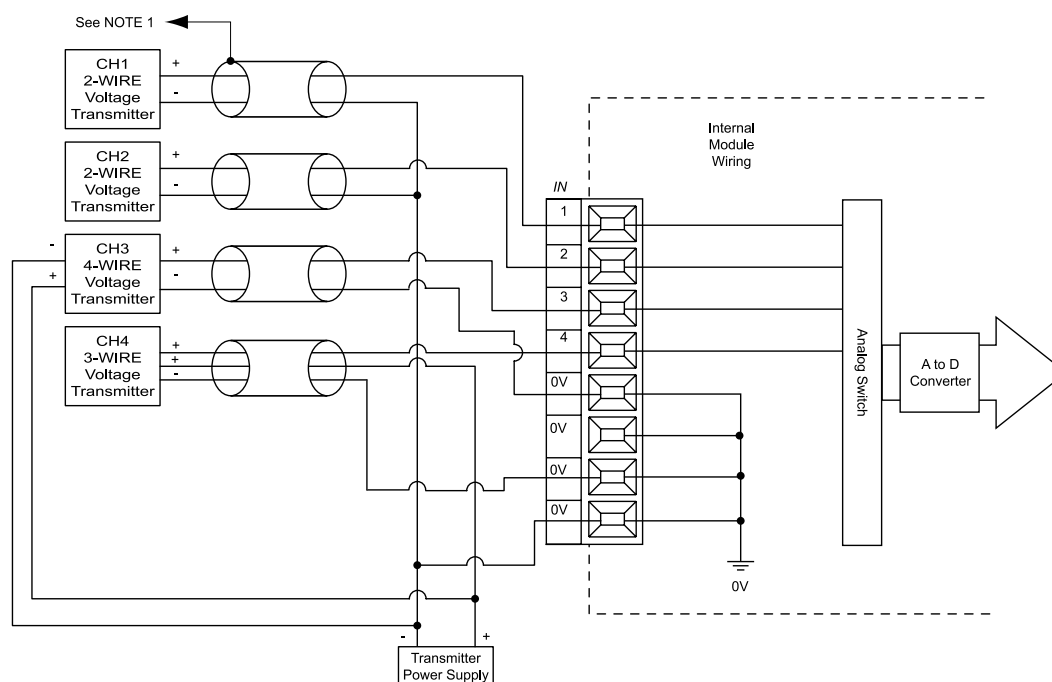 See NOTE 1
CH1
2-WIRE
Voltage
Transmitter
+
-
CH2
2-WIRE
Voltage
Transmitter
+
-
-
+
CH3
4-WIRE
Voltage
Transmitter
+
-
CH4
3-WIRE
Voltage
Transmitter
+
+
-
Internal
Module
Wiring
IN
1
2
3
4
0V
0V
0V
0V
0V
Analog Switch
A to D
Converter
- +
Transmitter
Power Supply